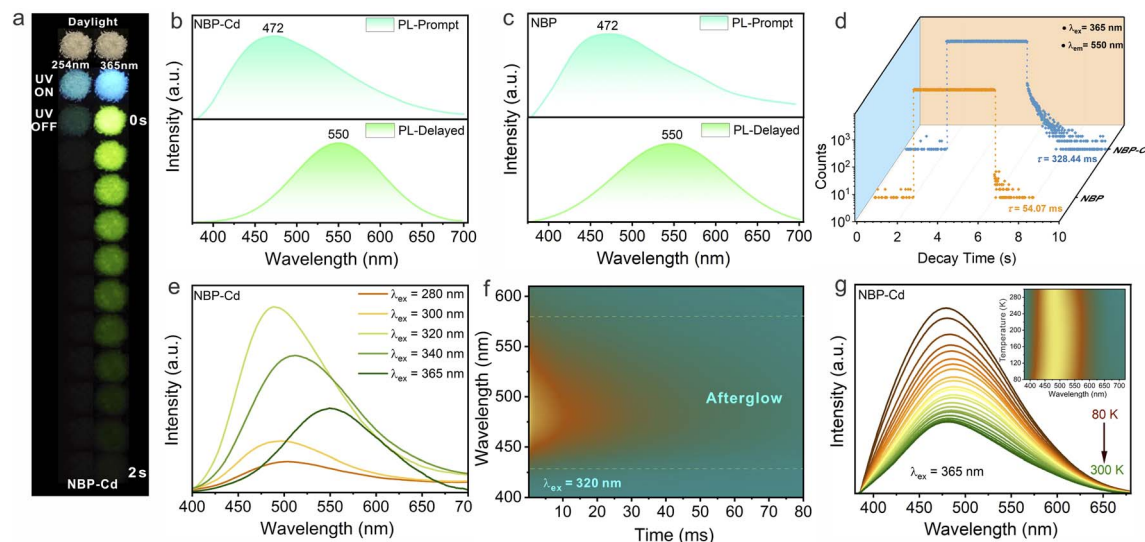 a
Daylight
254nm 365nm
UV ON
UV OFF
0s
2s
NBP-Cd
b
NBP-Cd
472
PL-Prompt
550
PL-Delayed
Intensity (a.u.)
400 450 500 550 600 650 700
Wavelength (nm)
c
NBP
472
PL-Prompt
550
PL-Delayed
Intensity (a.u.)
400 450 500 550 600 650 700
Wavelength (nm)
d
λex= 365 nm
λem= 550 nm
Counts
10³
10²
10¹
10⁰
τ = 328.44 ms
NBP-C
τ = 54.07 ms
NBP
0 2 4 6 8 10
Decay Time (s)
e
NBP-Cd
λex = 280 nm
λex = 300 nm
λex = 320 nm
λex = 340 nm
λex = 365 nm
Intensity (a.u.)
400 450 500 550 600 650 700
Wavelength (nm)
f
600
550
500
450
400
Wavelength (nm)
Afterglow
λex = 320 nm
10 20 30 40 50 60 70 80
Time (ms)
g
NBP-Cd
Intensity (a.u.)
Temperature (K)
280
240
200
160
120
80
400 450 500 550 600 650 700
Wavelength (nm)
80 K
300 K
λex = 365 nm
400 450 500 550 600 650
Wavelength (nm)